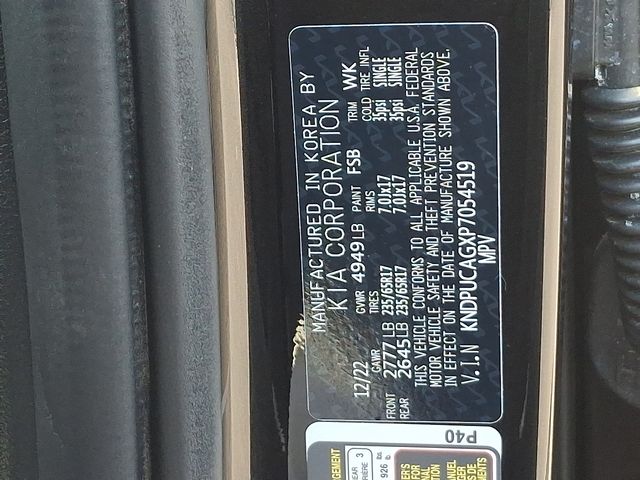 MANUFACTURED IN KOREA BY
KIA CORPORATION
12/22 GVWR 4949LB PAINT FSB TRIM WK
GAWR TIRES RIMS COLD TIRE INFL
FRONT 2777LB 235/65R17 7.0Jx17 35psi SINGLE
REAR 2645LB 235/65R17 7.0Jx17 35psi SINGLE
THIS VEHICLE CONFORMS TO ALL APPLICABLE U.S.A. FEDERAL
MOTOR VEHICLE SAFETY AND THEFT PREVENTION STANDARDS
IN EFFECT ON THE DATE OF MANUFACTURE SHOWN ABOVE.
V.I.N KNDPUCAGXP7054519
MPV
P40
926 lbs